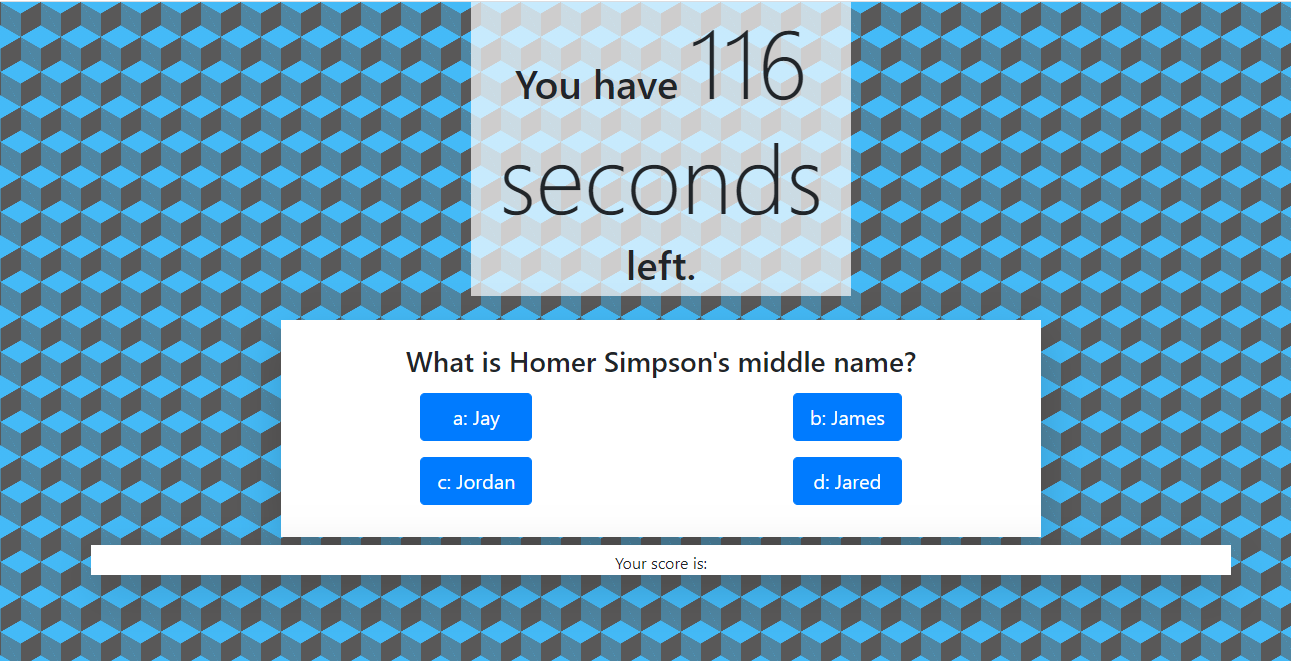 You have 116
seconds
left.
What is Homer Simpson's middle name?
a: Jay
b: James
c: Jordan
d: Jared
Your score is: